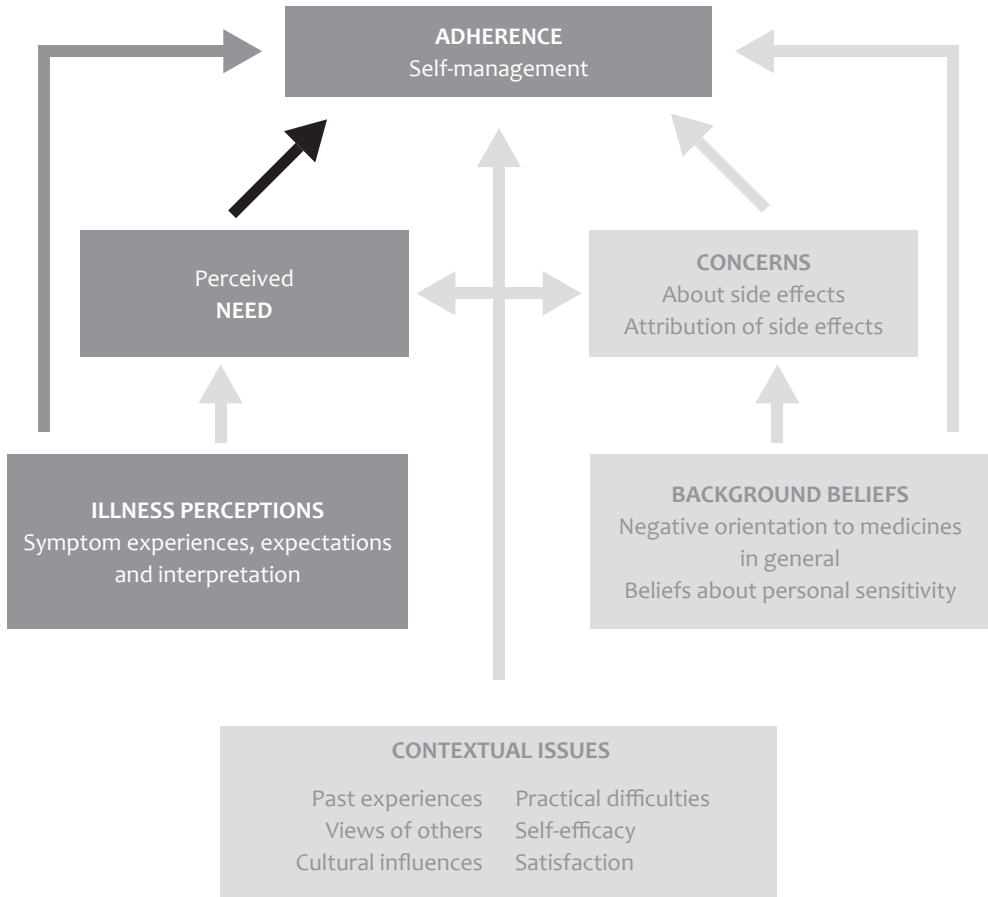 ADHERENCE
Self-management
Perceived
NEED
CONCERNS
About side effects
Attribution of side effects
ILLNESS PERCEPTIONS
Symptom experiences, expectations
and interpretation
BACKGROUND BELIEFS
Negative orientation to medicines
in general
Beliefs about personal sensitivity
CONTEXTUAL ISSUES
Past experiences
Views of others
Cultural influences
Practical difficulties
Self-efficacy
Satisfaction